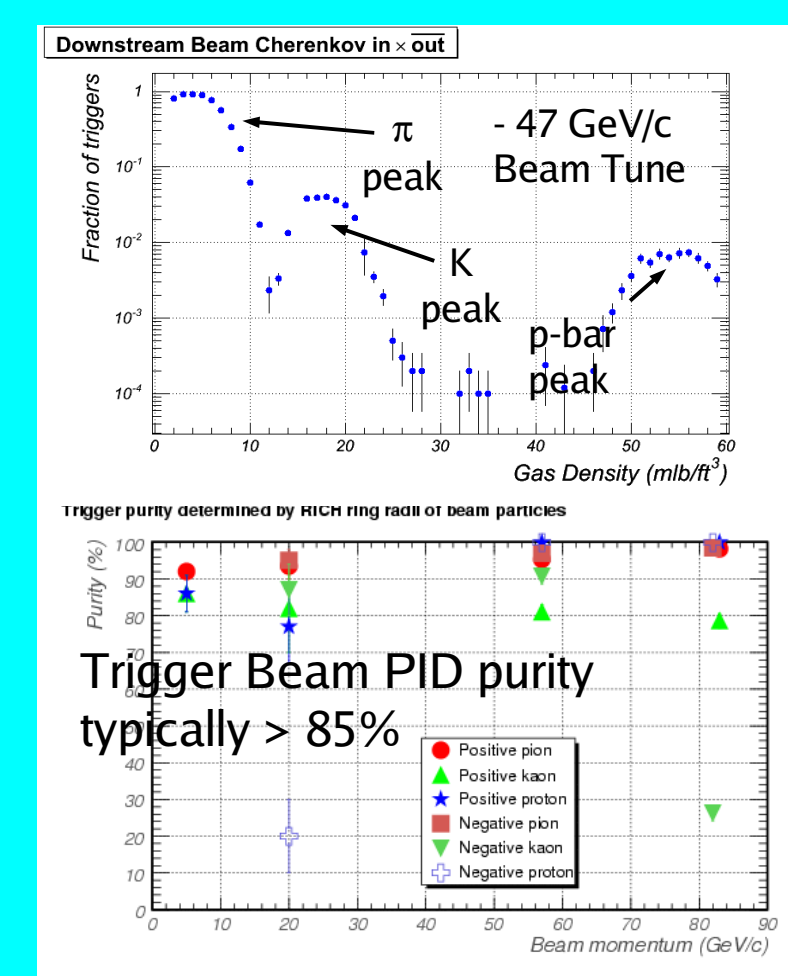 Downstream Beam Cherenkov in × o̅u̅t̅
Fraction of triggers
1
10⁻¹
10⁻²
10⁻³
10⁻⁴
π
peak
- 47 GeV/c
Beam Tune
K
peak
p-bar
peak
0 10 20 30 40 50 60
Gas Density (mlb/ft³)
Trigger purity determined by RICH ring radii of beam particles
Purity (%)
100
90
80
70
60
50
40
30
20
10
0
Trigger Beam PID purity
typically > 85%
Positive pion
Positive kaon
Positive proton
Negative pion
Negative kaon
Negative proton
0 10 20 30 40 50 60 70 80 90
Beam momentum (GeV/c)